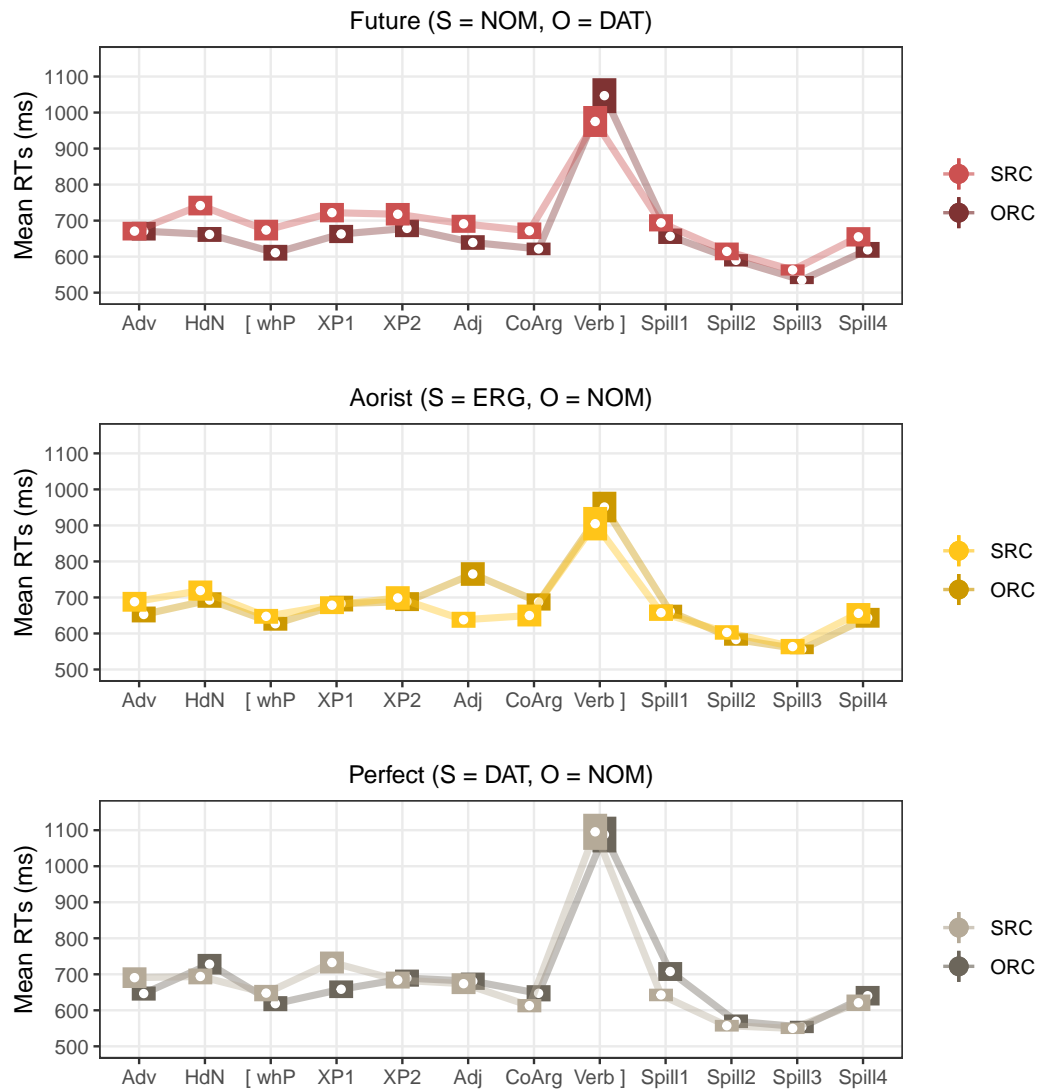 Future (S = NOM, O = DAT)
Mean RTs (ms)
1100
1000
900
800
700
600
500
Adv HdN [ whP XP1 XP2 Adj CoArg Verb ] Spill1 Spill2 Spill3 Spill4
SRC
ORC
Aorist (S = ERG, O = NOM)
Mean RTs (ms)
1100
1000
900
800
700
600
500
Adv HdN [ whP XP1 XP2 Adj CoArg Verb ] Spill1 Spill2 Spill3 Spill4
SRC
ORC
Perfect (S = DAT, O = NOM)
Mean RTs (ms)
1100
1000
900
800
700
600
500
Adv HdN [ whP XP1 XP2 Adj CoArg Verb ] Spill1 Spill2 Spill3 Spill4
SRC
ORC